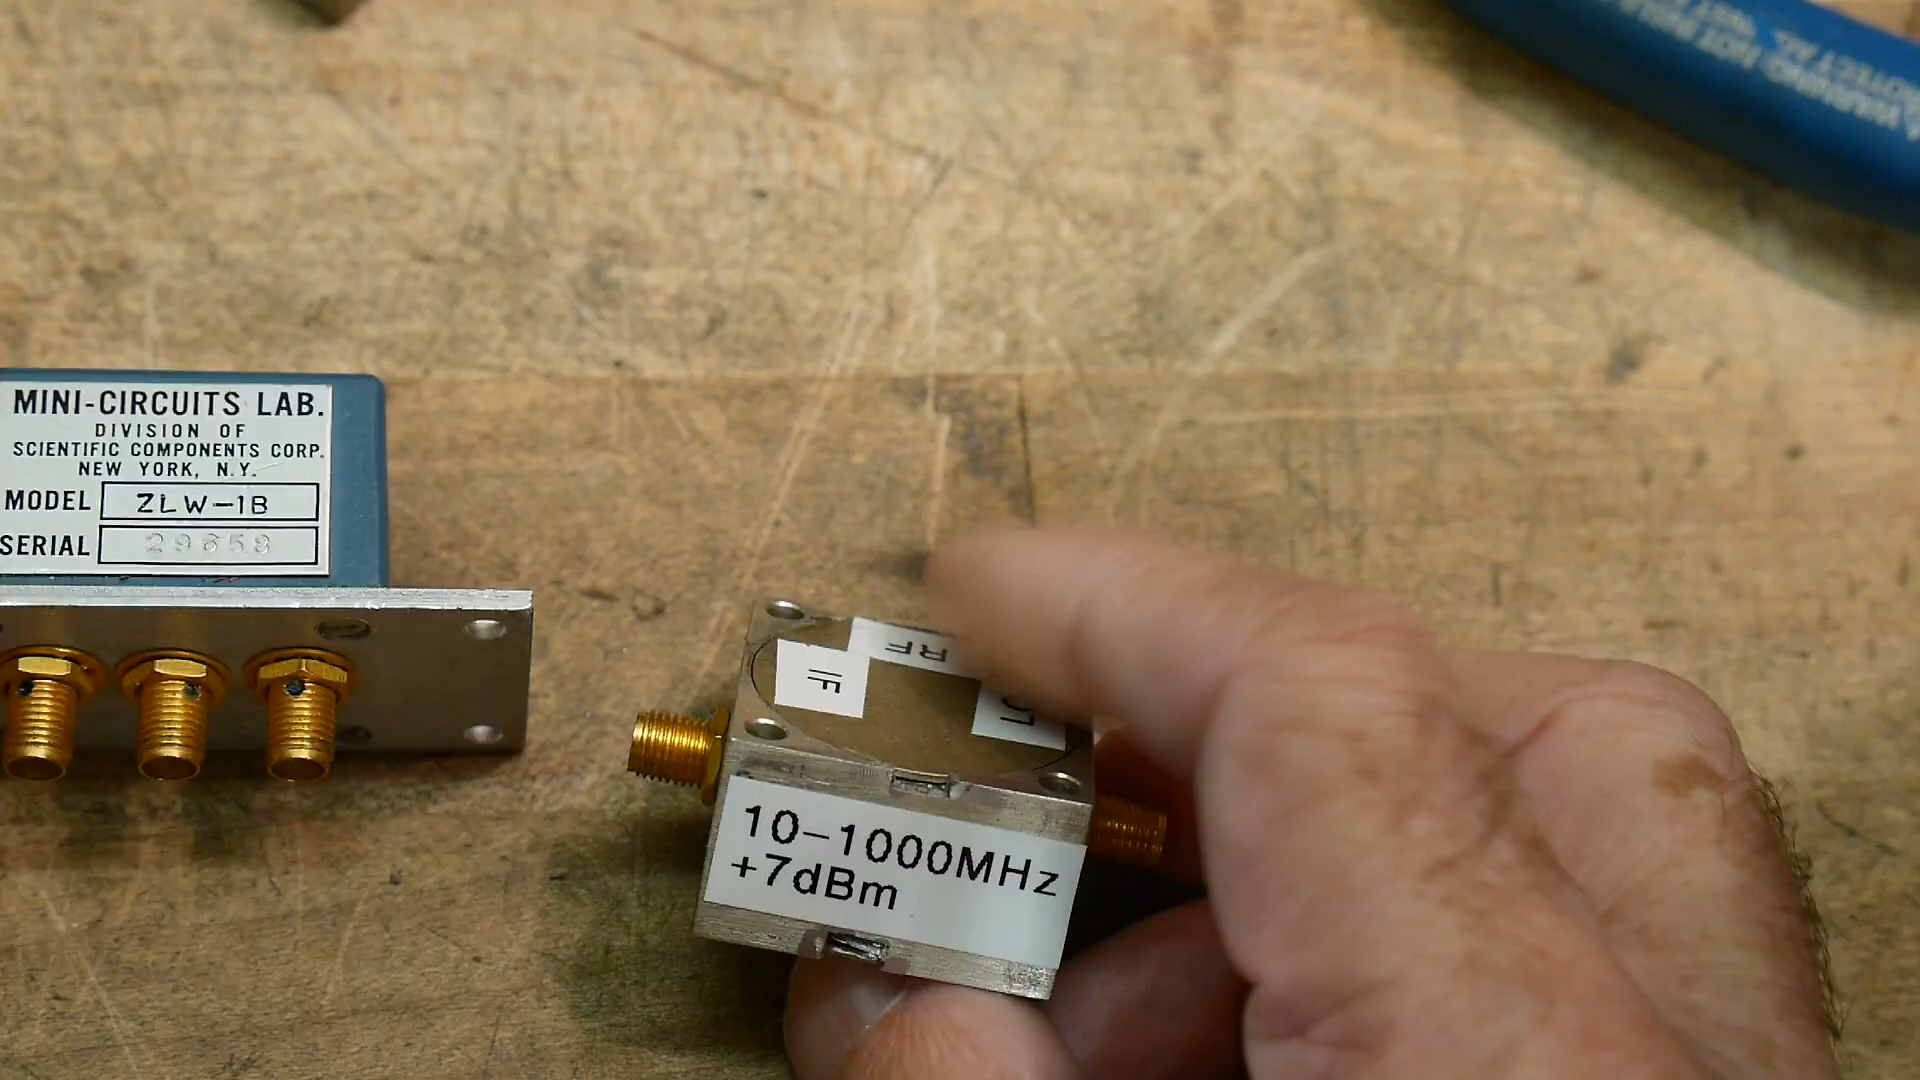 MINI-CIRCUITS LAB.
DIVISION OF
SCIENTIFIC COMPONENTS CORP.
NEW YORK, N.Y.
MODEL ZLW-1B
SERIAL 29658
RF
IF
10-1000MHz
+7dBm